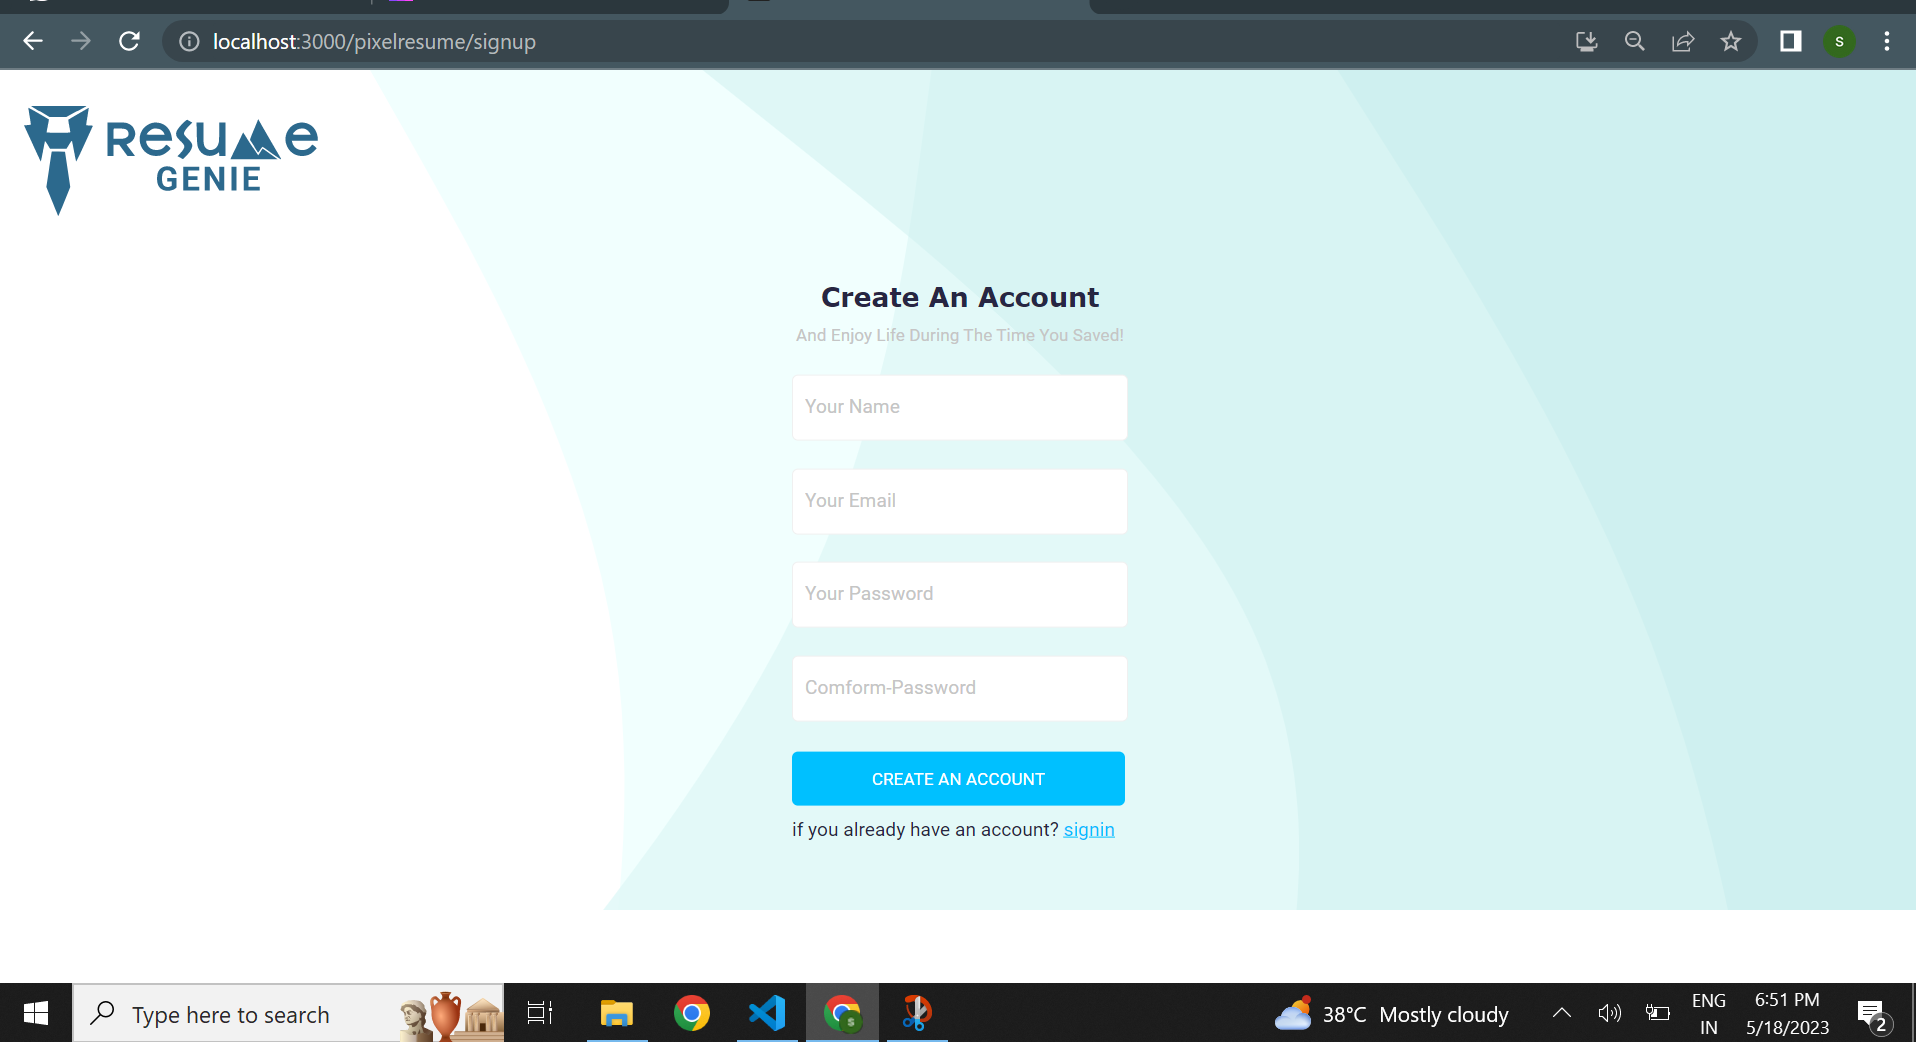 localhost:3000/pixelresume/signup
S
Resume
GENIE
Create An Account
And Enjoy Life During The Time You Saved!
Your Name
Your Email
Your Password
Comform-Password
CREATE AN ACCOUNT
if you already have an account? signin
Type here to search
S
38°C Mostly cloudy
ENG
IN
6:51 PM
5/18/2023
2